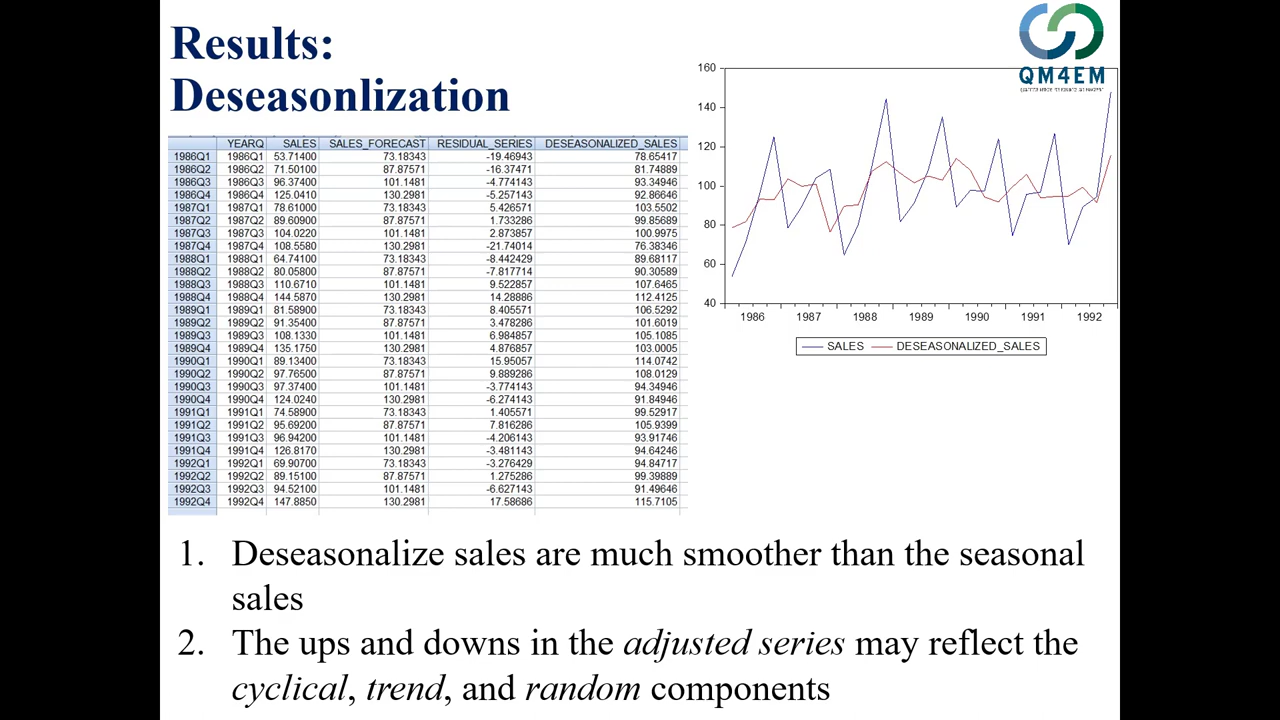 Results:
Deseasonlization
QM4EM
YEARQ SALES SALES_FORECAST RESIDUAL_SERIES DESEASONALIZED_SALES
1986Q1 1986Q1 53.71400 73.18343 -19.46943 78.65417
1986Q2 1986Q2 71.50100 87.87571 -16.37471 81.74889
1986Q3 1986Q3 96.37400 101.1481 -4.774143 93.34946
1986Q4 1986Q4 125.0410 130.2981 -5.257143 92.86646
1987Q1 1987Q1 78.61000 73.18343 5.426571 103.5502
1987Q2 1987Q2 89.60900 87.87571 1.733286 99.85689
1987Q3 1987Q3 104.0220 101.1481 2.873857 100.9975
1987Q4 1987Q4 108.5580 130.2981 -21.74014 76.38346
1988Q1 1988Q1 64.74100 73.18343 -8.442429 89.68117
1988Q2 1988Q2 80.05800 87.87571 -7.817714 90.30589
1988Q3 1988Q3 110.6710 101.1481 9.522857 107.6465
1988Q4 1988Q4 144.5870 130.2981 14.28886 112.4125
1989Q1 1989Q1 81.58900 73.18343 8.405571 106.5292
1989Q2 1989Q2 91.35400 87.87571 3.478286 101.6019
1989Q3 1989Q3 108.1330 101.1481 6.984857 105.1085
1989Q4 1989Q4 135.1750 130.2981 4.876857 103.0005
1990Q1 1990Q1 89.13400 73.18343 15.95057 114.0742
1990Q2 1990Q2 97.76500 87.87571 9.889286 108.0129
1990Q3 1990Q3 97.37400 101.1481 -3.774143 94.34946
1990Q4 1990Q4 124.0240 130.2981 -6.274143 91.84946
1991Q1 1991Q1 74.58900 73.18343 1.405571 99.52917
1991Q2 1991Q2 95.69200 87.87571 7.816286 105.9399
1991Q3 1991Q3 96.94200 101.1481 -4.206143 93.91746
1991Q4 1991Q4 126.8170 130.2981 -3.481143 94.64246
1992Q1 1992Q1 69.90700 73.18343 -3.276429 94.84717
1992Q2 1992Q2 89.15100 87.87571 1.275286 99.39889
1992Q3 1992Q3 94.52100 101.1481 -6.627143 91.49646
1992Q4 1992Q4 147.8850 130.2981 17.58686 115.7105
160
140
120
100
80
60
40
1986 1987 1988 1989 1990 1991 1992
SALES DESEASONALIZED_SALES
1. Deseasonalize sales are much smoother than the seasonal
sales
2. The ups and downs in the adjusted series may reflect the
cyclical, trend, and random components